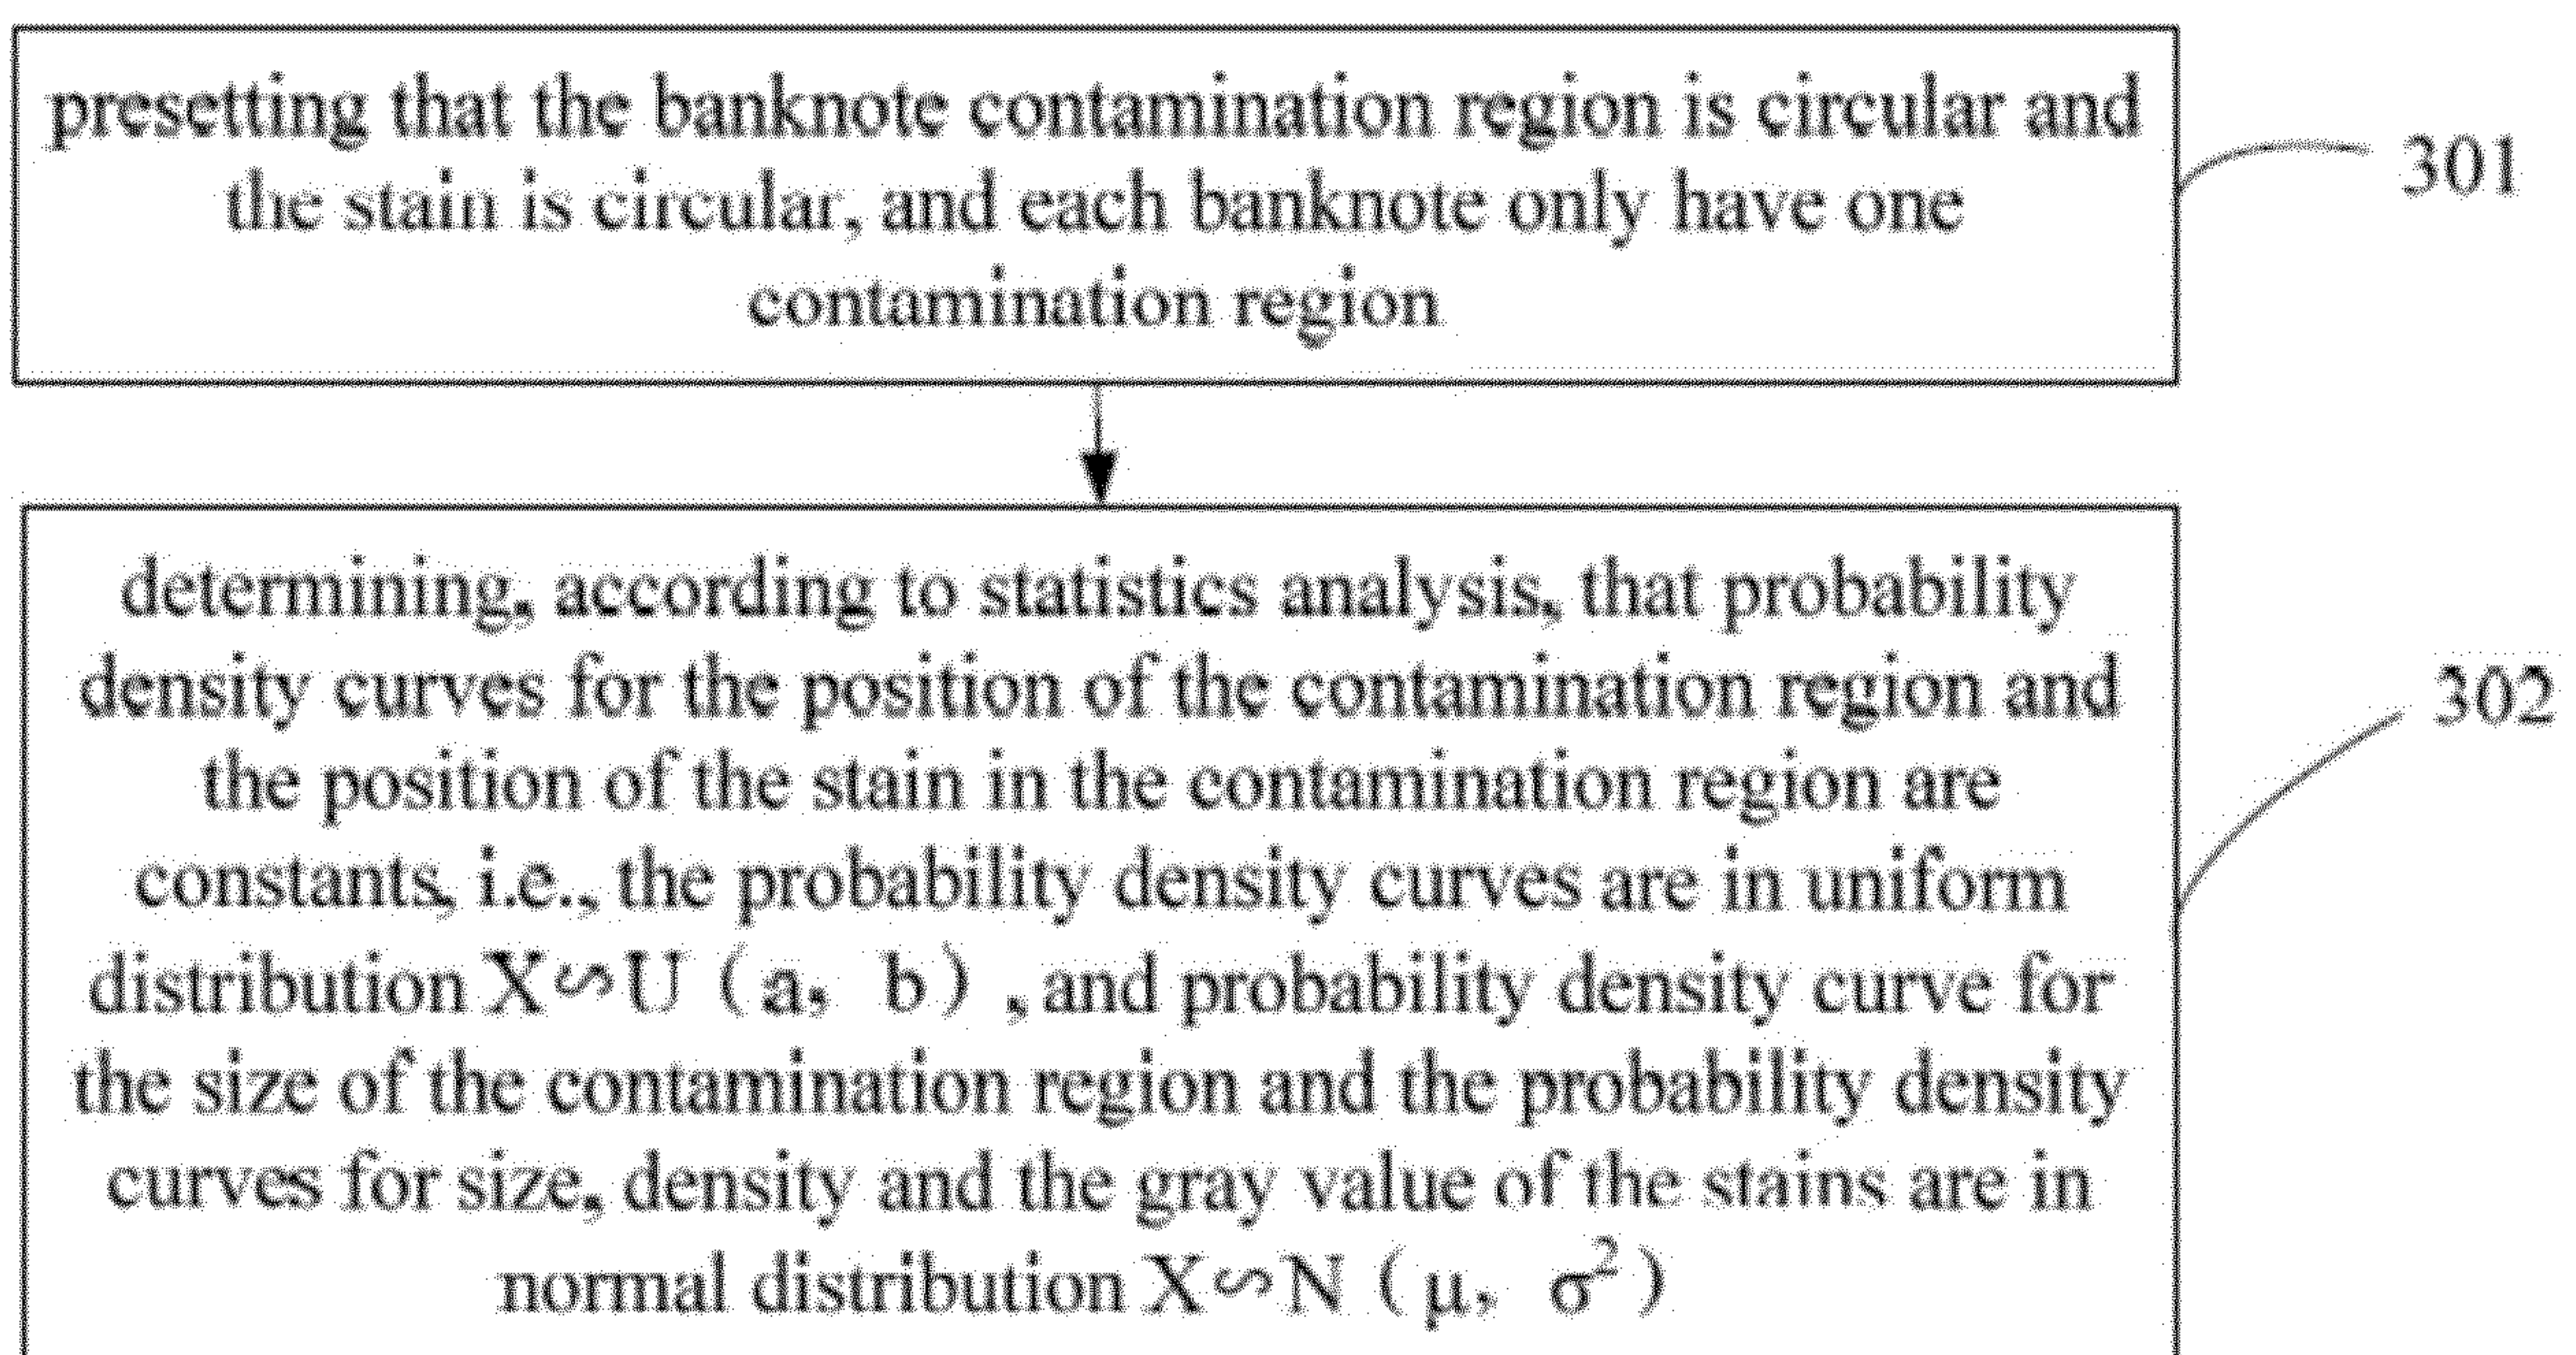 presetting that the banknote contamination region is circular and
the stain is circular, and each banknote only have one
contamination region
301
determining, according to statistics analysis, that probability
density curves for the position of the contamination region and
the position of the stain in the contamination region are
constants, i.e., the probability density curves are in uniform
distribution X∽U (a, b) , and probability density curve for
the size of the contamination region and the probability density
curves for size, density and the gray value of the stains are in
normal distribution X∽N (μ, σ²)
302